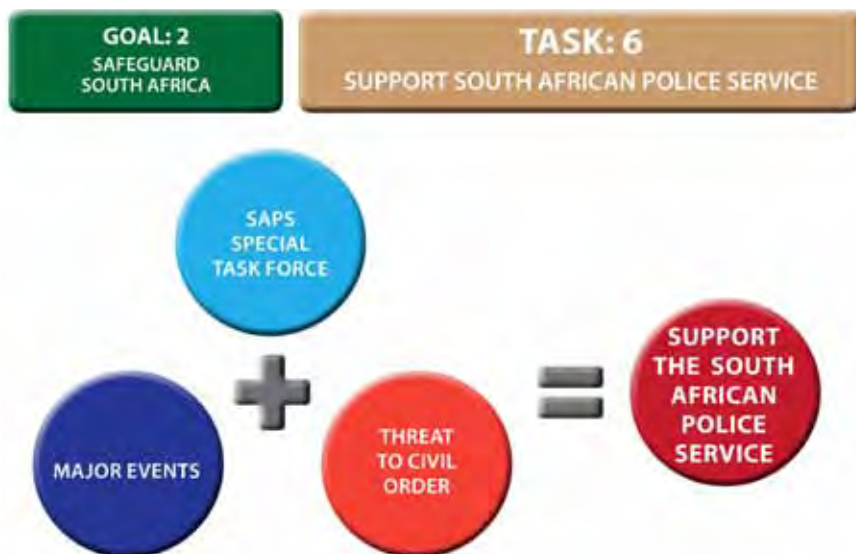 GOAL: 2
SAFEGUARD
SOUTH AFRICA
TASK: 6
SUPPORT SOUTH AFRICAN POLICE SERVICE
SAPS
SPECIAL
TASK FORCE
MAJOR EVENTS
THREAT
TO CIVIL
ORDER
SUPPORT
THE SOUTH
AFRICAN
POLICE
SERVICE